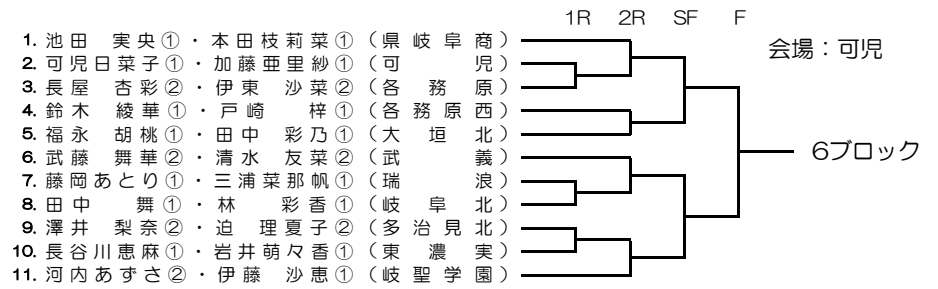 1R 2R SF F
1. 池田 実央①・本田枝莉菜①（県岐阜商） 会場：可児
2. 可児日菜子①・加藤亜里紗①（可児）
3. 長屋 杏彩②・伊東 沙菜②（各務原）
4. 鈴木 綾華①・戸崎 梓①（各務原西）
5. 福永 胡桃①・田中 彩乃①（大垣北）
6. 武藤 舞華②・清水 友菜②（武義） 6ブロック
7. 藤岡あとり①・三浦菜那帆①（瑞浪）
8. 田中 舞①・林 彩香①（岐阜北）
9. 澤井 梨奈②・迫 理夏子②（多治見北）
10. 長谷川恵麻①・岩井萌々香①（東濃実）
11. 河内あずさ②・伊藤 沙恵①（岐聖学園）